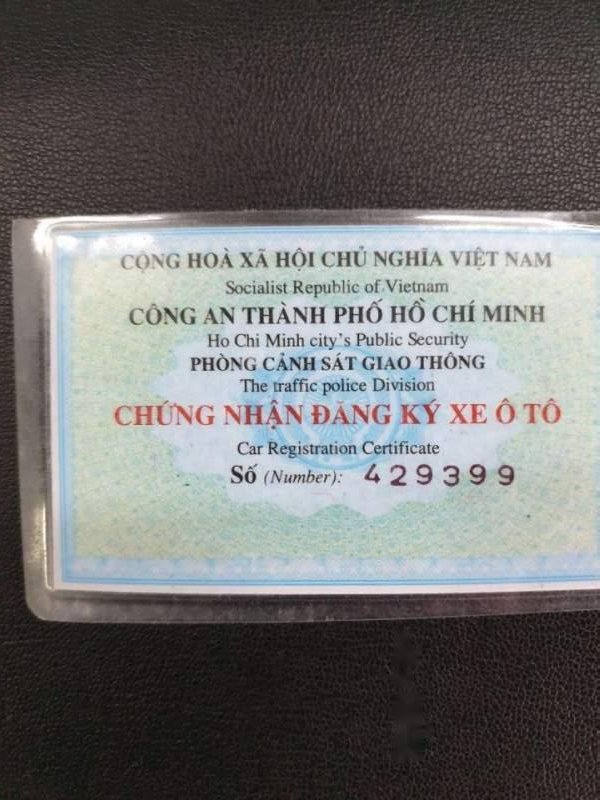 CỘNG HOÀ XÃ HỘI CHỦ NGHĨA VIỆT NAM
Socialist Republic of Vietnam
CÔNG AN THÀNH PHỐ HỒ CHÍ MINH
Ho Chi Minh city's Public Security
PHÒNG CẢNH SÁT GIAO THÔNG
The traffic police Division
CHỨNG NHẬN ĐĂNG KÝ XE Ô TÔ
Car Registration Certificate
Số (Number): 429399